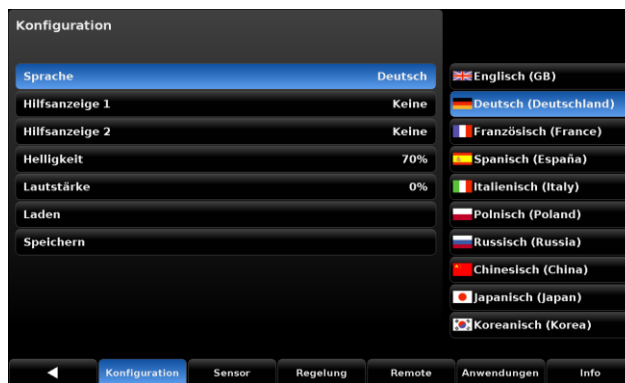 Konfiguration
Sprache Deutsch
Hilfsanzeige 1 Keine
Hilfsanzeige 2 Keine
Helligkeit 70%
Lautstärke 0%
Laden
Speichern
Englisch (GB)
Deutsch (Deutschland)
Französisch (France)
Spanisch (España)
Italienisch (Italy)
Polnisch (Poland)
Russisch (Russia)
Chinesisch (China)
Japanisch (Japan)
Koreanisch (Korea)
Konfiguration Sensor Regelung Remote Anwendungen Info